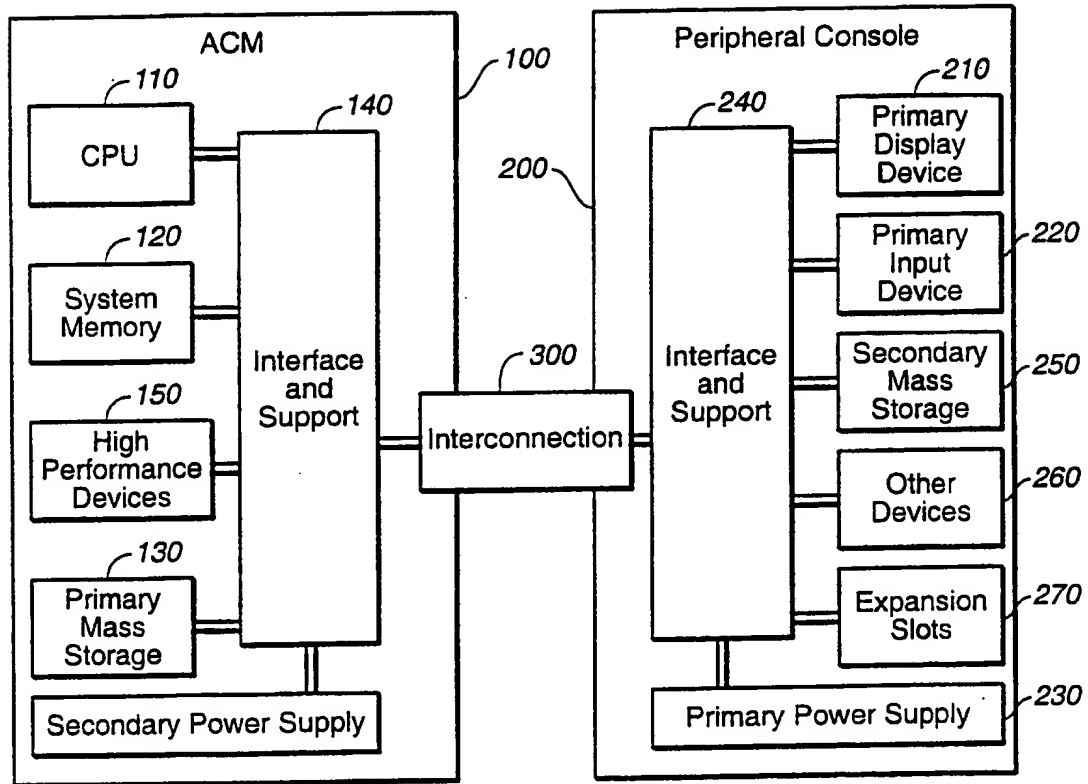 ACM
100
110
CPU
120
System
Memory
150
High
Performance
Devices
130
Primary
Mass
Storage
140
Interface
and
Support
Secondary Power Supply
300
Interconnection
Peripheral Console
200
240
Interface
and
Support
210
Primary
Display
Device
220
Primary
Input
Device
250
Secondary
Mass
Storage
260
Other
Devices
270
Expansion
Slots
230
Primary Power Supply